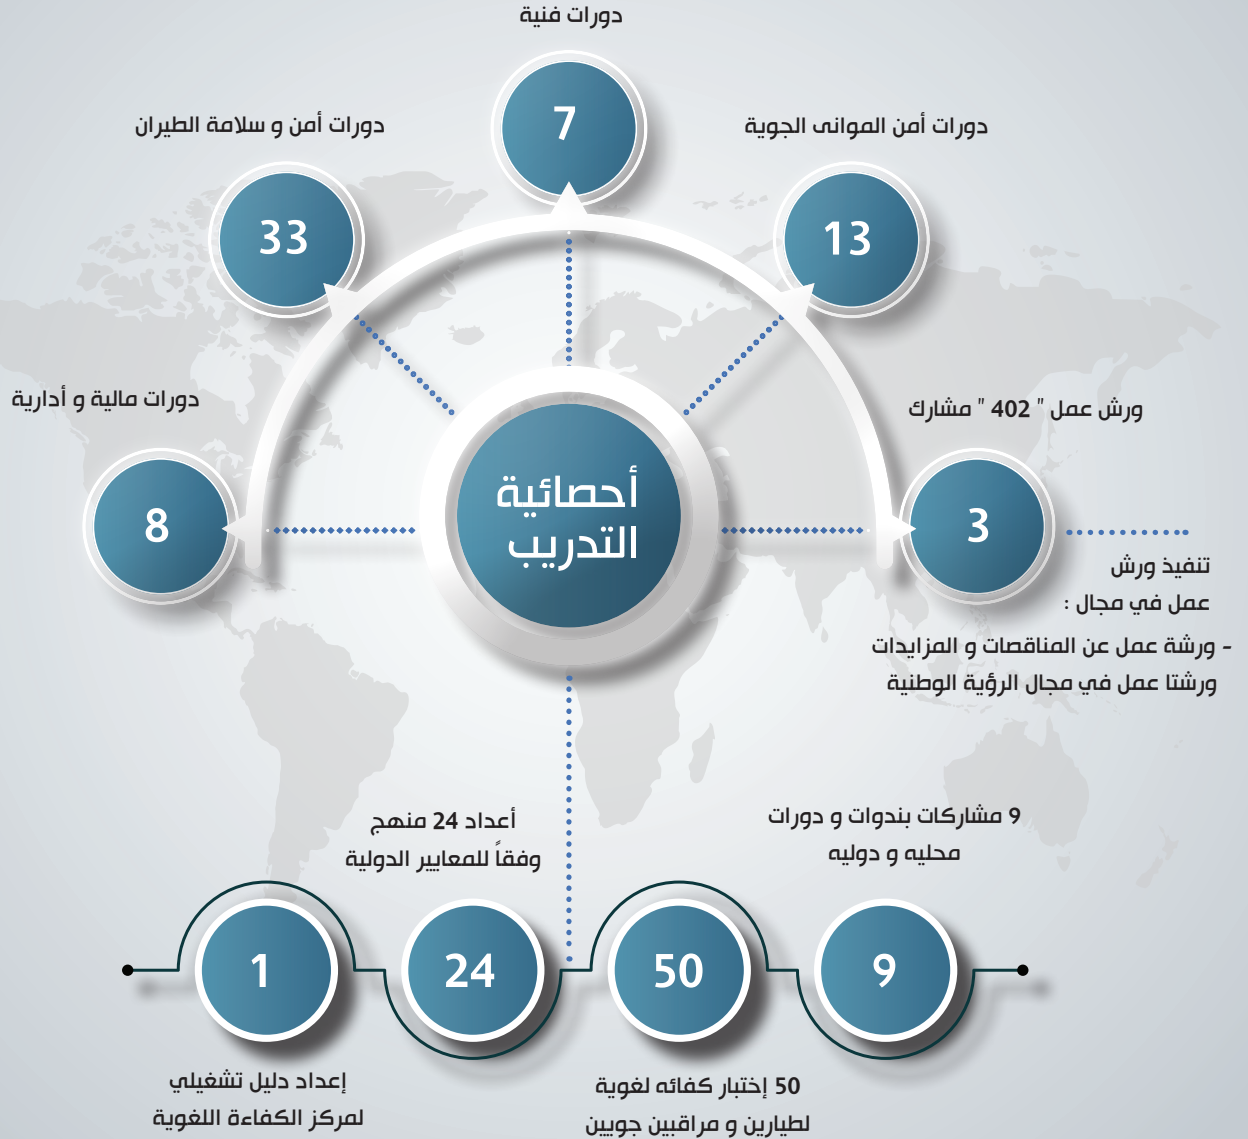 دورات فنية
7
دورات أمن و سلامة الطيران
33
دورات أمن الموانى الجوية
13
دورات مالية و أدارية
8
ورش عمل " 402 " مشارك
3
تنفيذ ورش
عمل في مجال :
- ورشة عمل عن المناقصات و المزايدات
ورشتا عمل في مجال الرؤية الوطنية
أحصائية
التدريب
9 مشاركات بندوات و دورات
محليه و دوليه
9
50
50 إختبار كفائه لغوية
لطيارين و مراقبين جويين
أعداد 24 منهج
وفقاً للمعايير الدولية
24
1
إعداد دليل تشغيلي
لمركز الكفاءة اللغوية